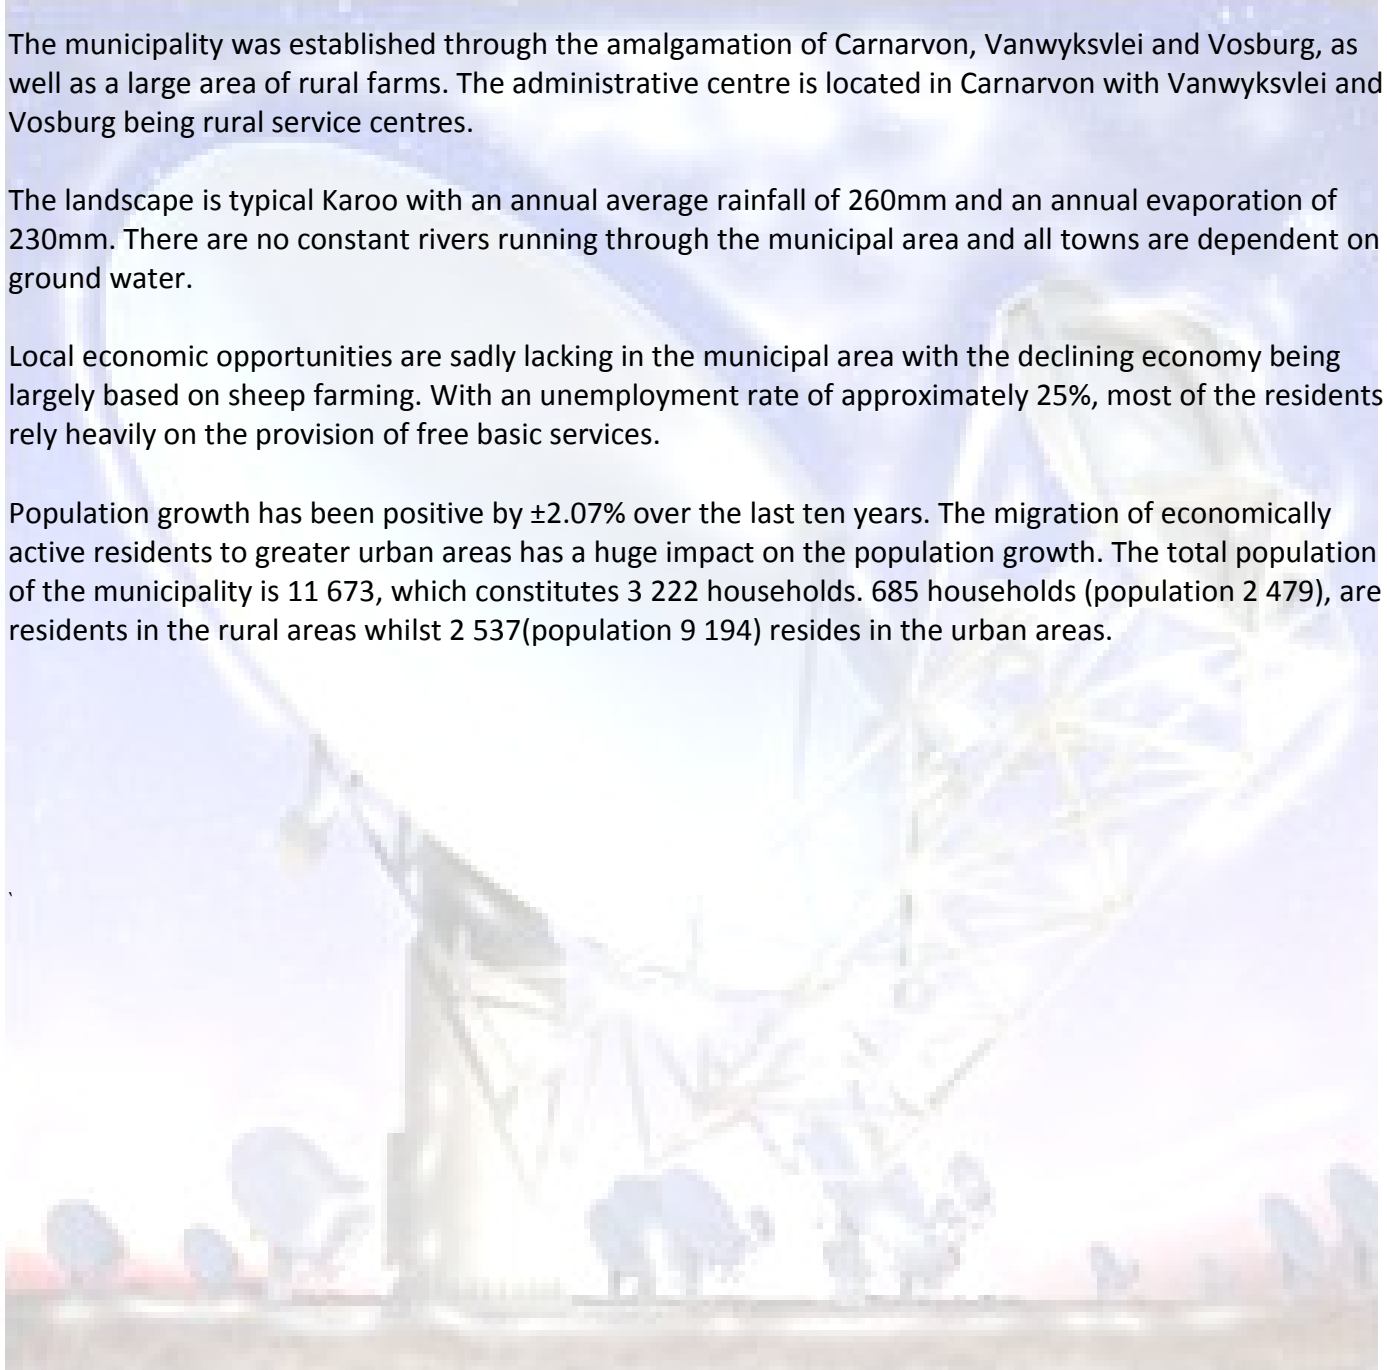 The municipality was established through the amalgamation of Carnarvon, Vanwyksvlei and Vosburg, as
well as a large area of rural farms. The administrative centre is located in Carnarvon with Vanwyksvlei and
Vosburg being rural service centres.
The landscape is typical Karoo with an annual average rainfall of 260mm and an annual evaporation of
230mm. There are no constant rivers running through the municipal area and all towns are dependent on
ground water.
Local economic opportunities are sadly lacking in the municipal area with the declining economy being
largely based on sheep farming. With an unemployment rate of approximately 25%, most of the residents
rely heavily on the provision of free basic services.
Population growth has been positive by ±2.07% over the last ten years. The migration of economically
active residents to greater urban areas has a huge impact on the population growth. The total population
of the municipality is 11 673, which constitutes 3 222 households. 685 households (population 2 479), are
residents in the rural areas whilst 2 537(population 9 194) resides in the urban areas.
`